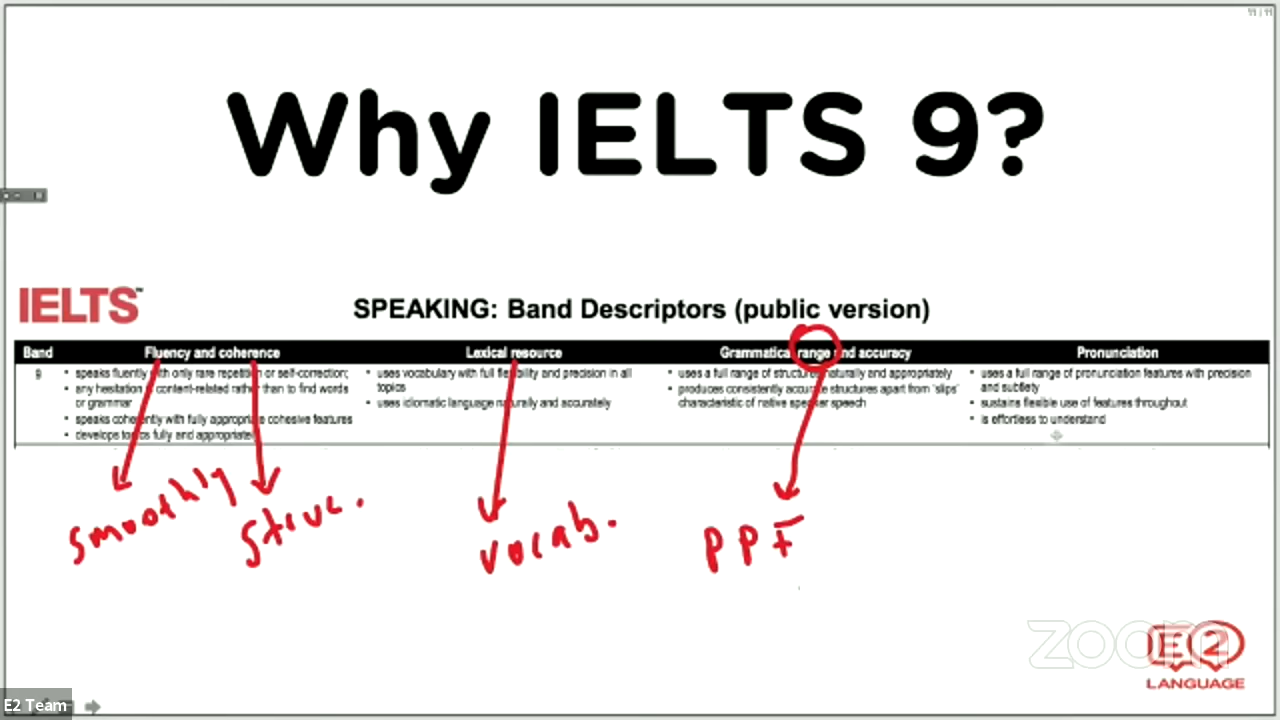 Why IELTS 9?
IELTS™
SPEAKING: Band Descriptors (public version)
Band
Fluency and coherence
Lexical resource
Grammatical range and accuracy
Pronunciation
9
• speaks fluently with only rare repetition or self-correction;
• any hesitation is content-related rather than to find words
or grammar
• speaks coherently with fully appropriate cohesive features
• develops topics fully and appropriately
• uses vocabulary with full flexibility and precision in all
topics
• uses idiomatic language naturally and accurately
• uses a full range of structures naturally and appropriately
• produces consistently accurate structures apart from 'slips'
characteristic of native speaker speech
• uses a full range of pronunciation features with precision
and subtlety
• sustains flexible use of features throughout
• is effortless to understand
smoothly
Struc.
vocab.
PPF
zoom
E2
LANGUAGE
E2 Team